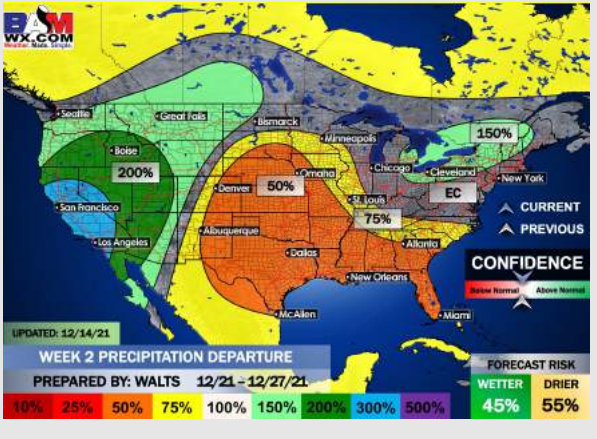 BAM
WX.COM
Weather. Made. Simple.
Seattle
Great Falls
Bismarck
Minneapolis
150%
Boise
200%
Chicago
Cleveland
New York
Omaha
Denver
50%
EC
San Francisco
St. Louis
75%
CURRENT
PREVIOUS
Albuquerque
Los Angeles
Atlanta
Dallas
CONFIDENCE
New Orleans
Below Normal Above Normal
McAllen
Miami
UPDATED: 12/14/21
WEEK 2 PRECIPITATION DEPARTURE
PREPARED BY: WALTS 12/21 - 12/27/21
FORECAST RISK
WETTER DRIER
45% 55%
10% 25% 50% 75% 100% 150% 200% 300% 500%